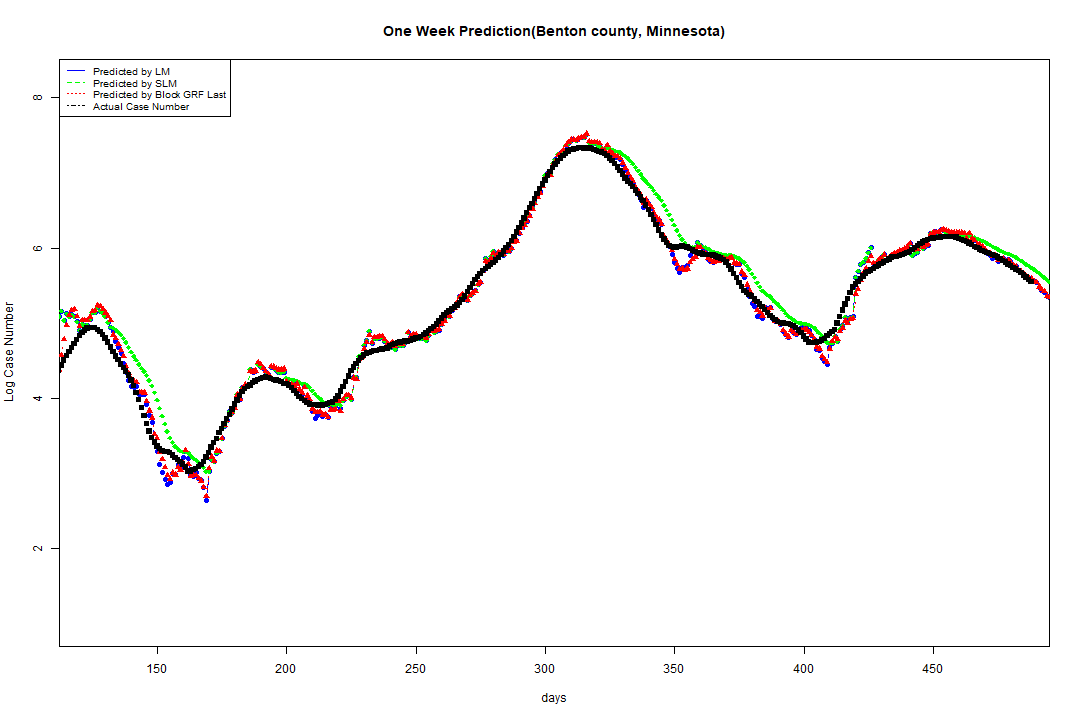 One Week Prediction(Benton county, Minnesota)
Predicted by LM
Predicted by SLM
Predicted by Block GRF Last
Actual Case Number
8
6
4
2
Log Case Number
150 200 250 300 350 400 450
days